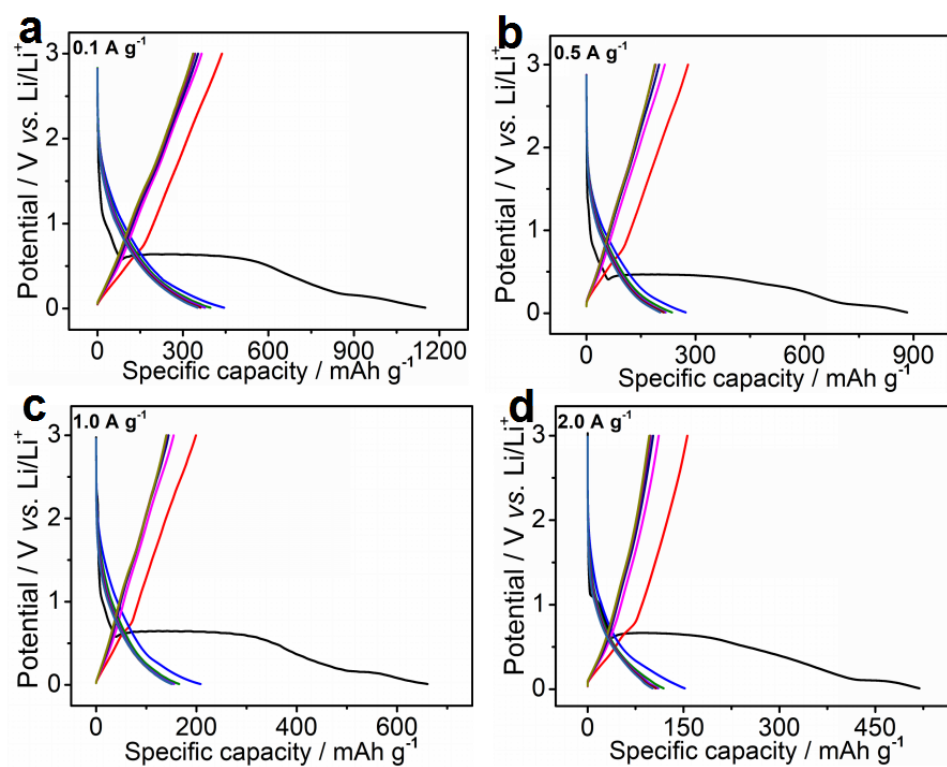 a
0.1 A g⁻¹
3
2
1
0
Potential / V vs. Li/Li⁺
0 300 600 900 1200
Specific capacity / mAh g⁻¹
b
0.5 A g⁻¹
3
2
1
0
Potential / V vs. Li/Li⁺
0 300 600 900
Specific capacity / mAh g⁻¹
c
1.0 A g⁻¹
3
2
1
0
Potential / V vs. Li/Li⁺
0 200 400 600
Specific capacity / mAh g⁻¹
d
2.0 A g⁻¹
3
2
1
0
Potential / V vs. Li/Li⁺
0 150 300 450
Specific capacity / mAh g⁻¹